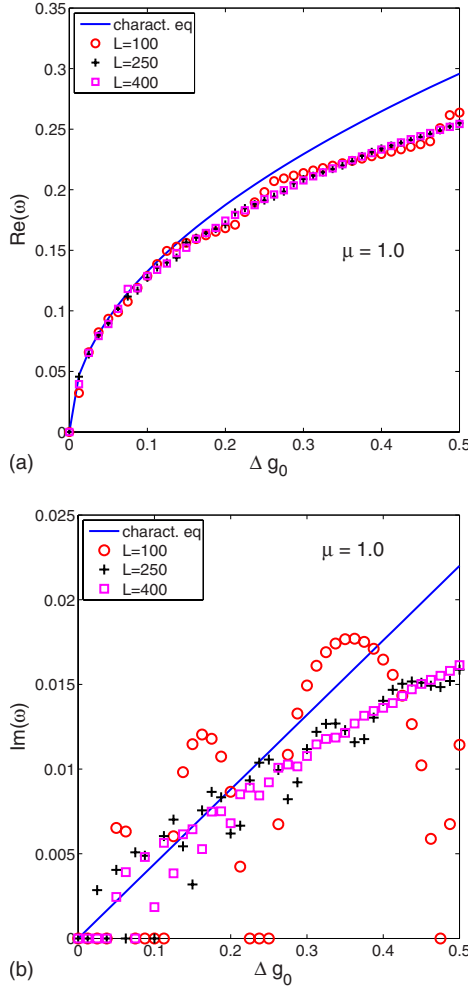 0.35
charact. eq
L=100
L=250
L=400
0.3
0.25
0.2
0.15
0.1
0.05
0
Re(ω)
μ = 1.0
0 0.1 0.2 0.3 0.4 0.5
(a)
Δ g₀
0.025
charact. eq
L=100
L=250
L=400
μ = 1.0
0.02
0.015
0.01
0.005
0
Im(ω)
0 0.1 0.2 0.3 0.4 0.5
(b)
Δ g₀